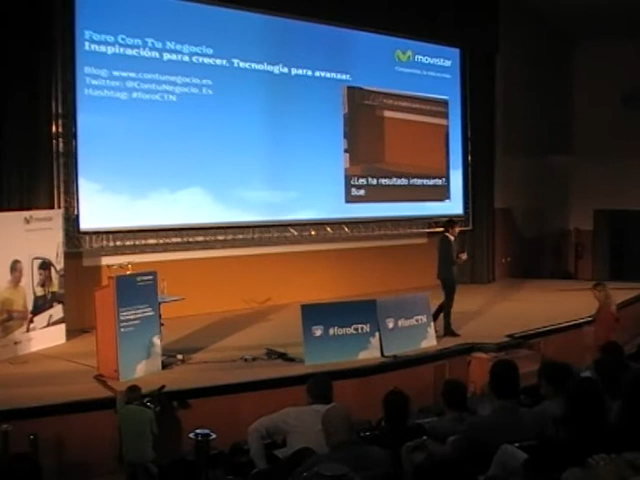 Foro Con Tu Negocio
Inspiración para crecer. Tecnología para avanzar.
Blog: www.contunegocio.es
Twitter: @ContuNegocio_Es
Hashtag: #foroCTN
movistar
¿Les ha resultado interesante?.
Bue
#foroCTN
#foroCTN